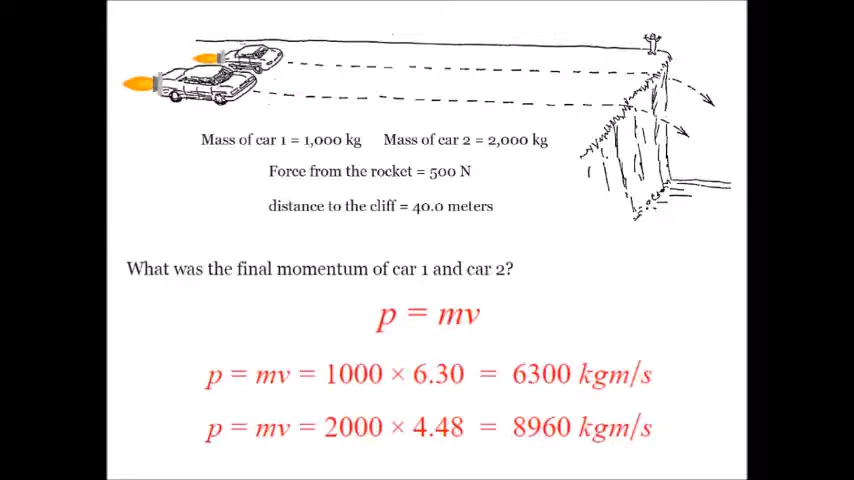 Mass of car 1 = 1,000 kg Mass of car 2 = 2,000 kg
Force from the rocket = 500 N
distance to the cliff = 40.0 meters
What was the final momentum of car 1 and car 2?
p = mv
p = mv = 1000 × 6.30 = 6300 kgm/s
p = mv = 2000 × 4.48 = 8960 kgm/s